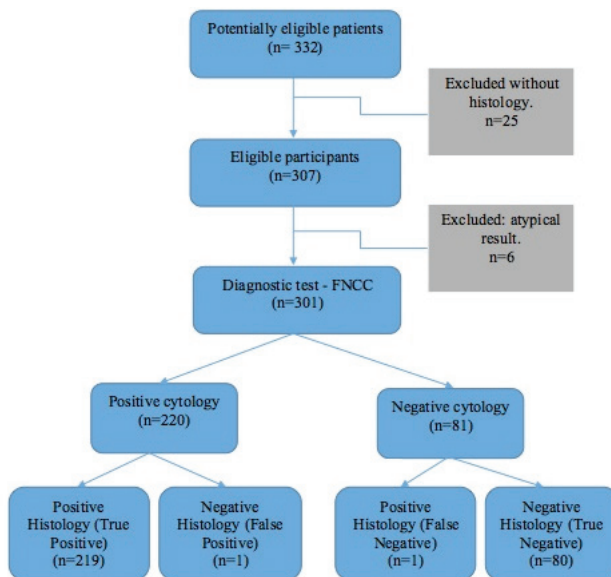 Potentially eligible patients
(n= 332)
Excluded without
histology.
n=25
Eligible participants
(n=307)
Excluded: atypical
result.
n=6
Diagnostic test - FNCC
(n=301)
Positive cytology
(n=220)
Negative cytology
(n=81)
Positive
Histology (True
Positive)
n=219)
Negative
Histology (False
Positive)
(n=1)
Positive
Histology (False
Negative)
(n=1)
Negative
Histology (True
Negative)
(n=80)